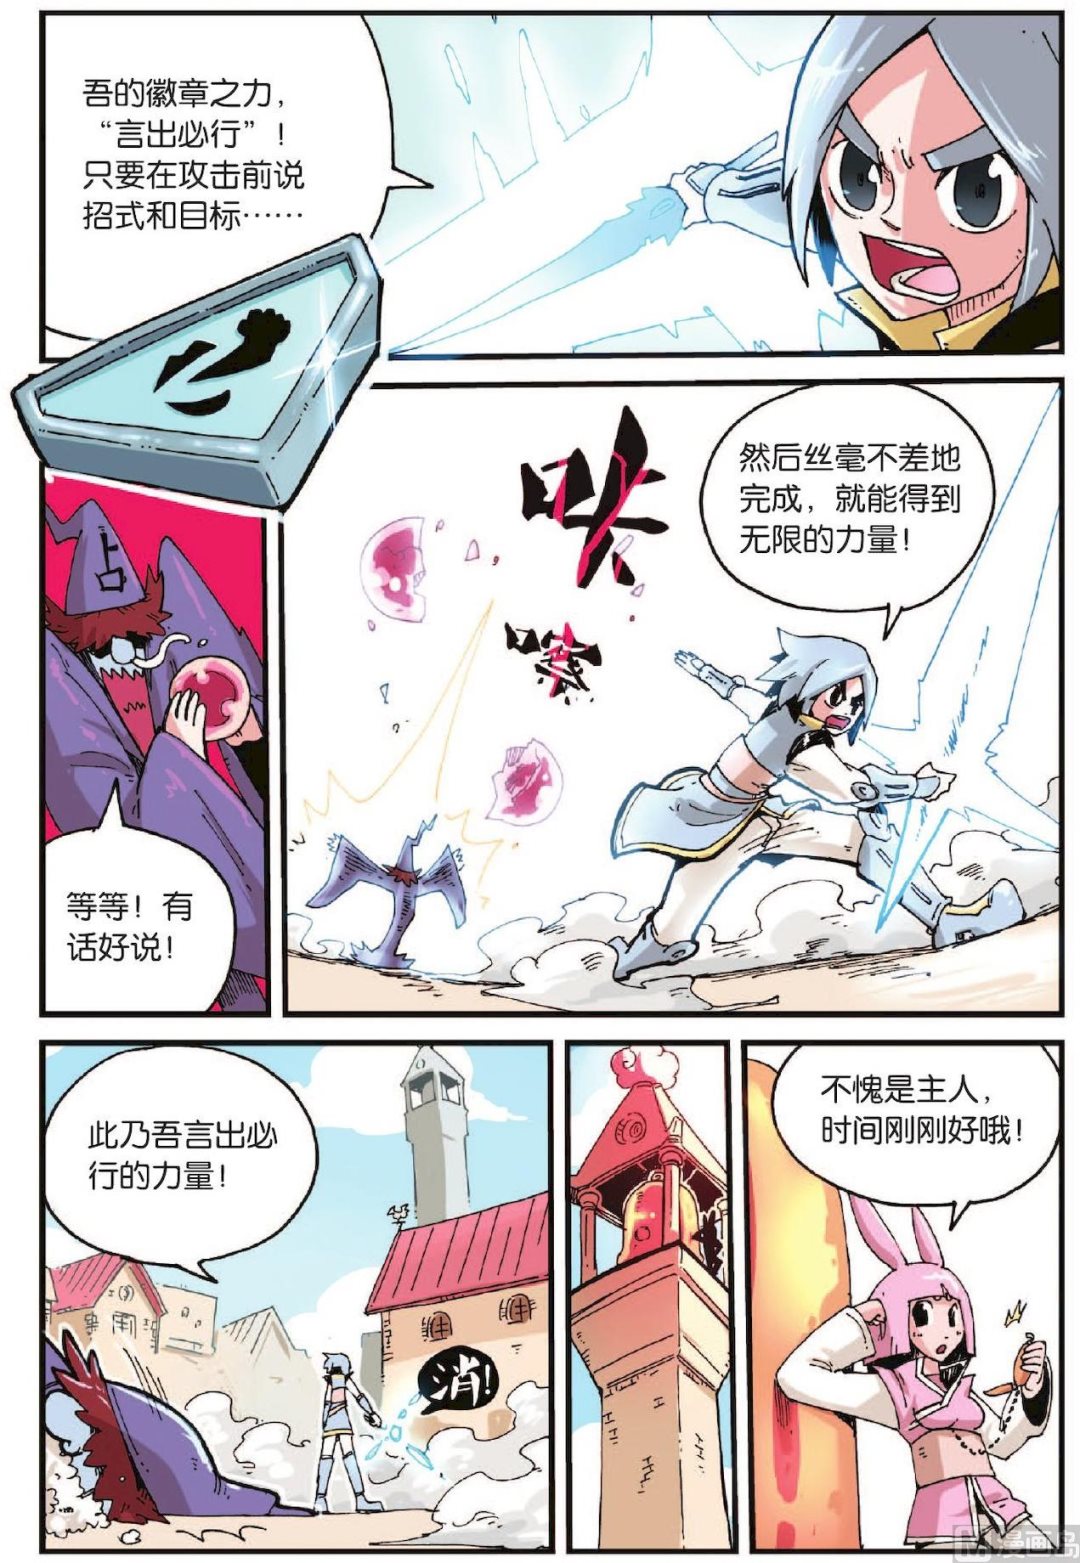 吾的徽章之力，
“言出必行”！
只要在攻击前说
招式和目标……
然后丝毫不差地
完成，就能得到
无限的力量！
占
等等！有
话好说！
此乃吾言出必
行的力量！
消！
不愧是主人，
时间刚刚好哦！
漫画岛